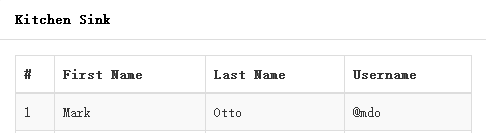 Kitchen Sink
# First Name Last Name Username
1 Mark Otto @mdo